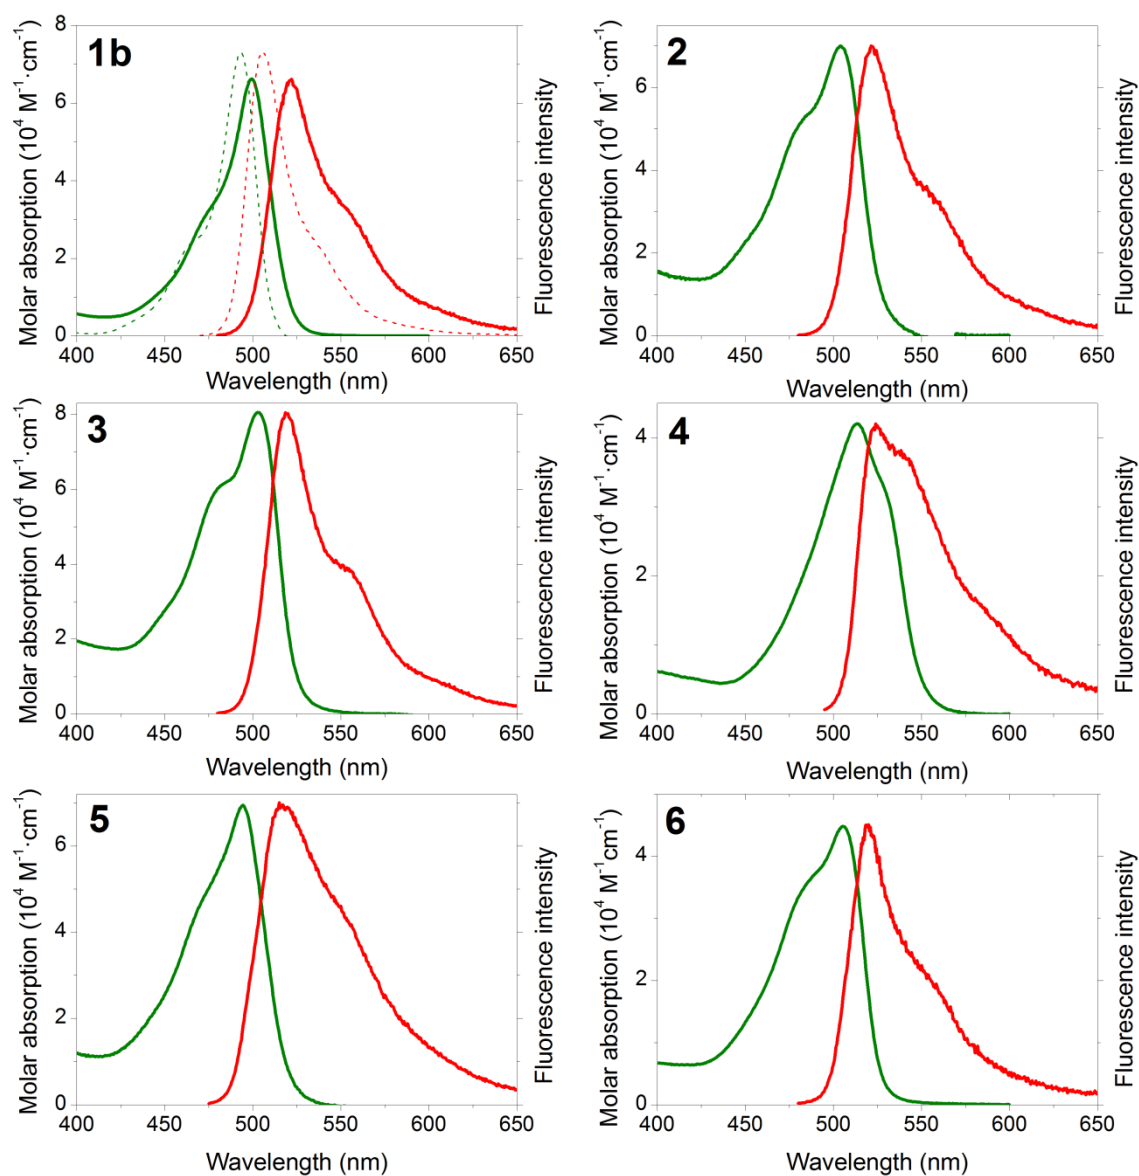 1b
Molar absorption (10⁴ M⁻¹·cm⁻¹)
8
6
4
2
0
400 450 500 550 600 650
Wavelength (nm)
Fluorescence intensity
2
Molar absorption (10⁴ M⁻¹·cm⁻¹)
6
4
2
0
400 450 500 550 600 650
Wavelength (nm)
Fluorescence intensity
3
Molar absorption (10⁴ M⁻¹·cm⁻¹)
8
6
4
2
0
400 450 500 550 600 650
Wavelength (nm)
Fluorescence intensity
4
Molar absorption (10⁴ M⁻¹·cm⁻¹)
4
2
0
400 450 500 550 600 650
Wavelength (nm)
Fluorescence intensity
5
Molar absorption (10⁴ M⁻¹·cm⁻¹)
6
4
2
0
400 450 500 550 600 650
Wavelength (nm)
Fluorescence intensity
6
Molar absorption (10⁴ M⁻¹cm⁻¹)
4
2
0
400 450 500 550 600 650
Wavelength (nm)
Fluorescence intensity